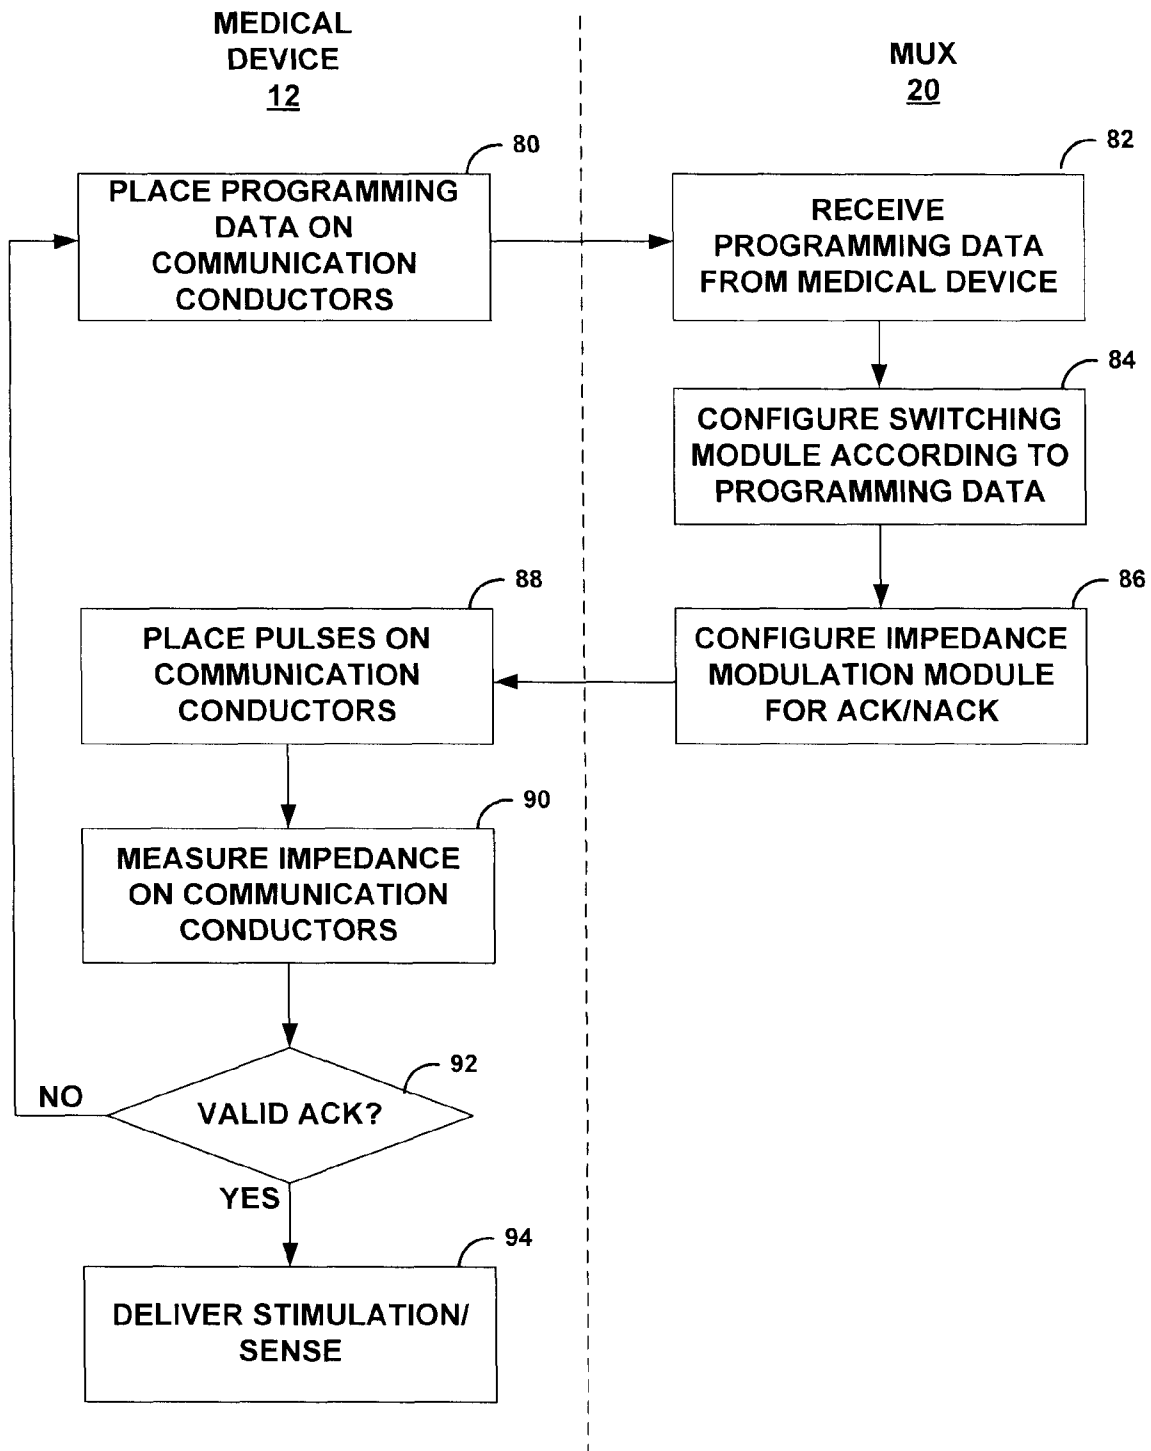 MEDICAL
DEVICE
12
MUX
20
80
PLACE PROGRAMMING
DATA ON
COMMUNICATION
CONDUCTORS
82
RECEIVE
PROGRAMMING DATA
FROM MEDICAL DEVICE
84
CONFIGURE SWITCHING
MODULE ACCORDING TO
PROGRAMMING DATA
86
CONFIGURE IMPEDANCE
MODULATION MODULE
FOR ACK/NACK
88
PLACE PULSES ON
COMMUNICATION
CONDUCTORS
90
MEASURE IMPEDANCE
ON COMMUNICATION
CONDUCTORS
92
VALID ACK?
NO
YES
94
DELIVER STIMULATION/
SENSE